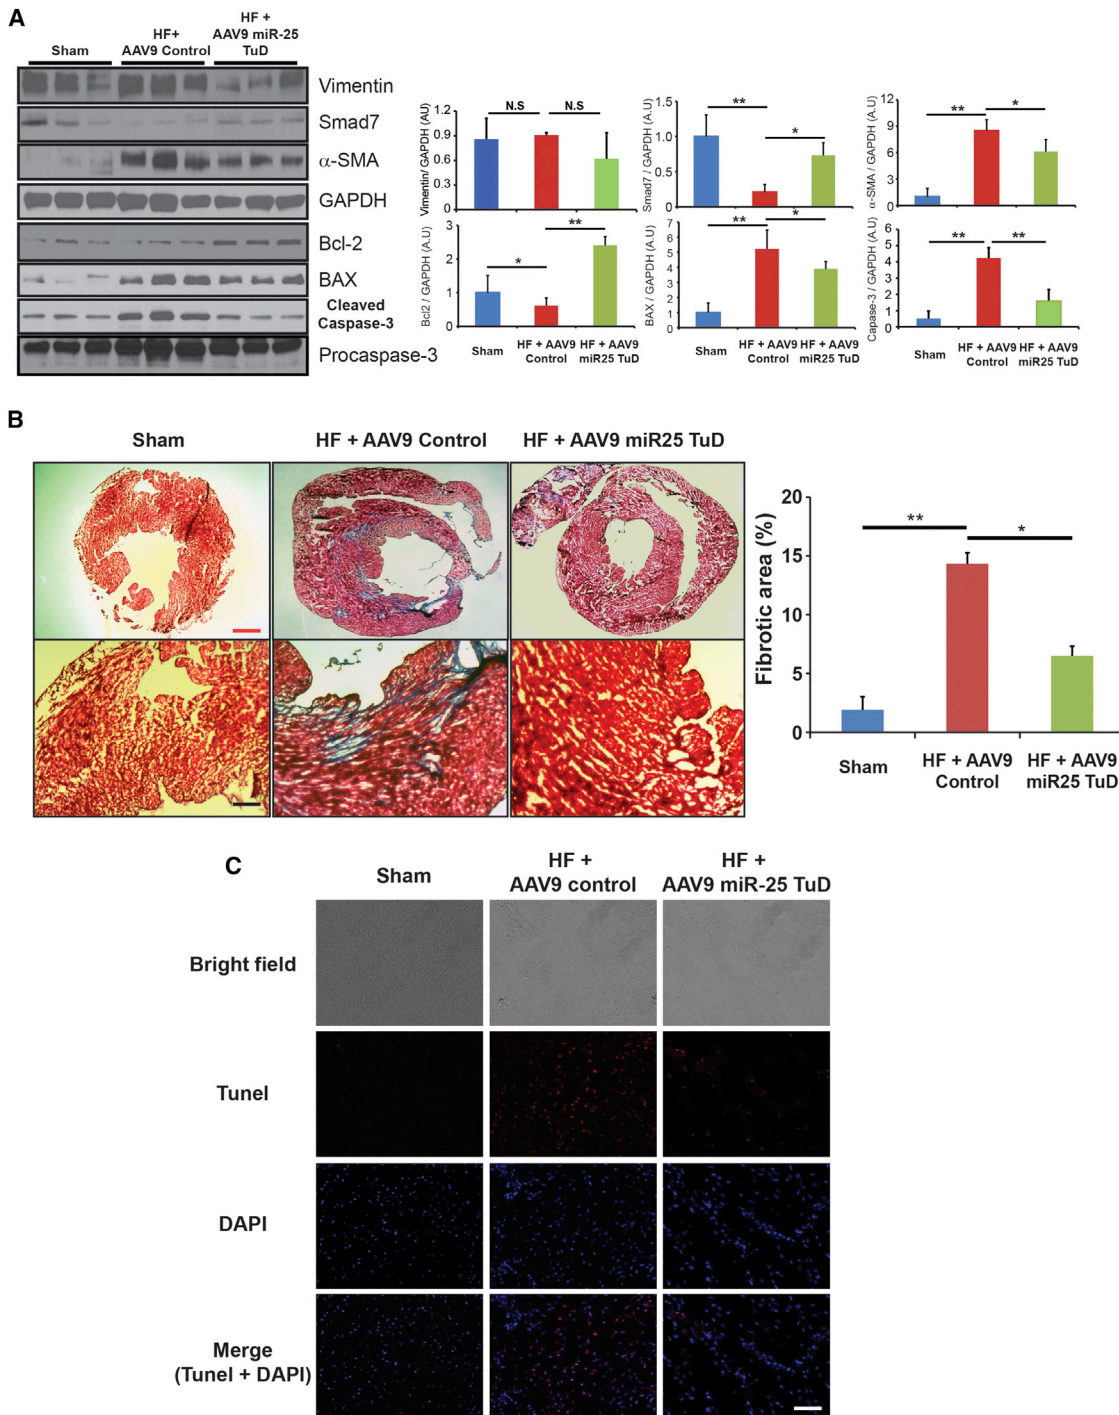 A
Sham
HF+
AAV9 Control
HF +
AAV9 miR-25
TuD
Vimentin
Smad7
α-SMA
GAPDH
Bcl-2
BAX
Cleaved
Caspase-3
Procaspase-3
Vimentin/ GAPDH (AU)
1.2
0.9
0.6
0.3
0
N.S
N.S
Smad7 / GAPDH (A.U)
1.5
1
0.5
0
**
*
α-SMA / GAPDH (A.U)
12
9
6
3
0
**
*
Bcl2 / GAPDH (A.U)
3
2
1
0
*
**
Sham
HF + AAV9
Control
HF + AAV9
miR25 TuD
BAX / GAPDH (A.U)
7
6
5
4
3
2
1
0
**
*
Sham
HF + AAV9
Control
HF + AAV9
miR25 TuD
Capase-3 / GAPDH (A.U)
6
5
4
3
2
1
0
**
**
Sham
HF + AAV9
Control
HF + AAV9
miR25 TuD
B
Sham
HF + AAV9 Control
HF + AAV9 miR25 TuD
Fibrotic area (%)
20
15
10
5
0
**
*
Sham
HF + AAV9
Control
HF + AAV9
miR25 TuD
C
Sham
HF +
AAV9 control
HF +
AAV9 miR-25 TuD
Bright field
Tunel
DAPI
Merge
(Tunel + DAPI)